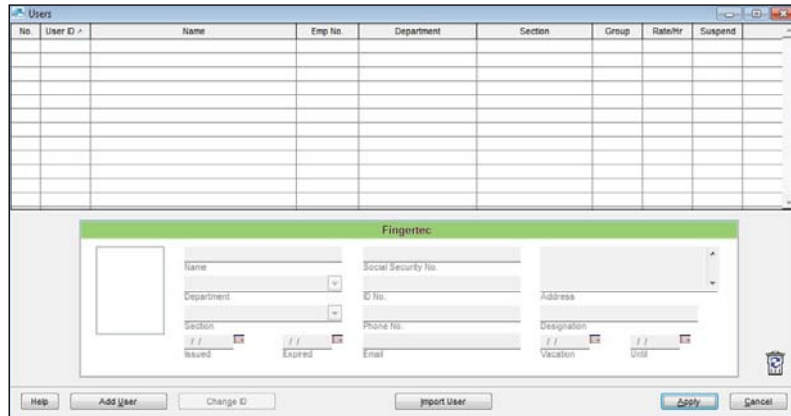 Users
No. User ID Name Emp No. Department Section Group Rate/Hr Suspend
Fingertec
Name Social Security No.
Department ID No. Address
Section Phone No. Designation
/ / / / / / / /
Issued Expired Email Vacation Until
Help Add User Change ID Import User Apply Cancel